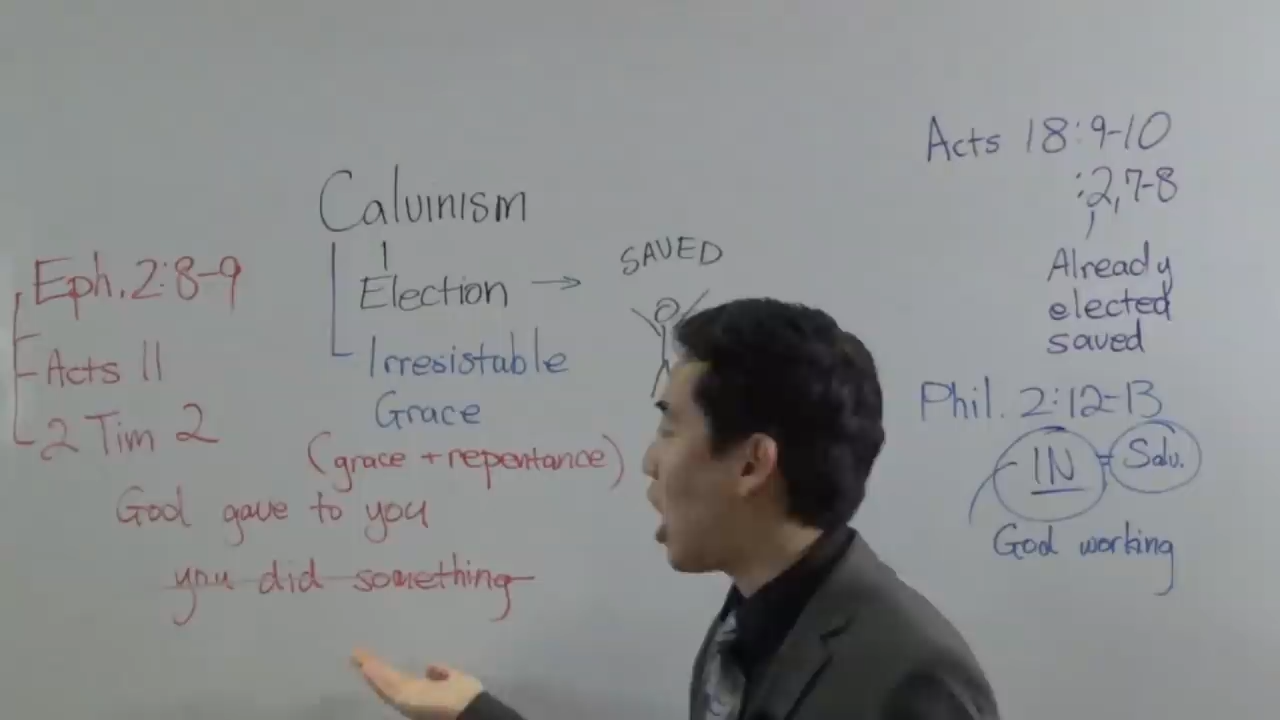 Calvinism
Election → SAVED
Irresistable
Grace
(grace + repentance)
Eph. 2:8-9
Acts 11
2 Tim 2
God gave to you
you did something
Acts 18:9-10
:2,7-8
Already
elected
saved
Phil. 2:12-13
IN = Salv.
God working